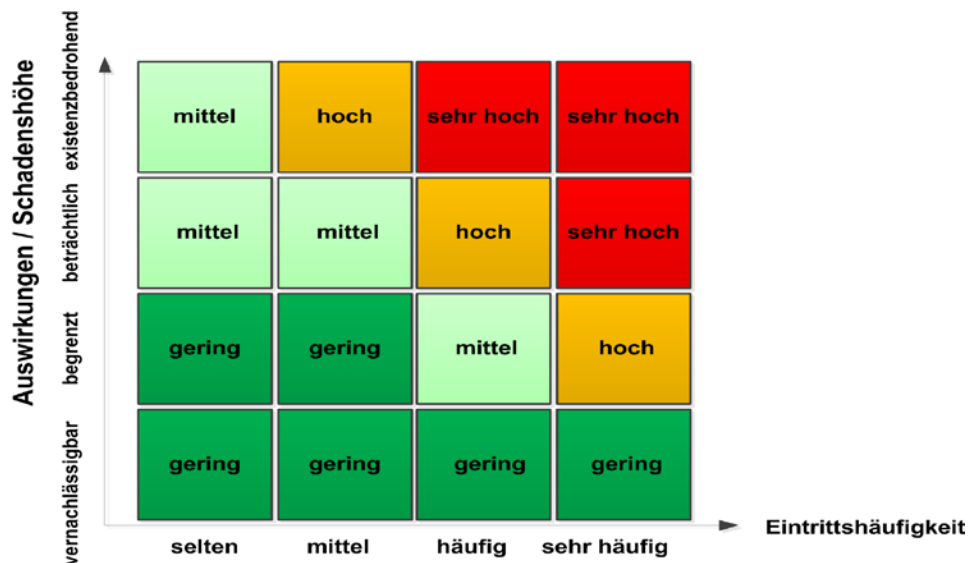 Auswirkungen / Schadenshöhe
existenzbedrohend
mittel hoch sehr hoch sehr hoch
beträchtlich
mittel mittel hoch sehr hoch
begrenzt
gering gering mittel hoch
vernachlässigbar
gering gering gering gering
selten mittel häufig sehr häufig
Eintrittshäufigkeit